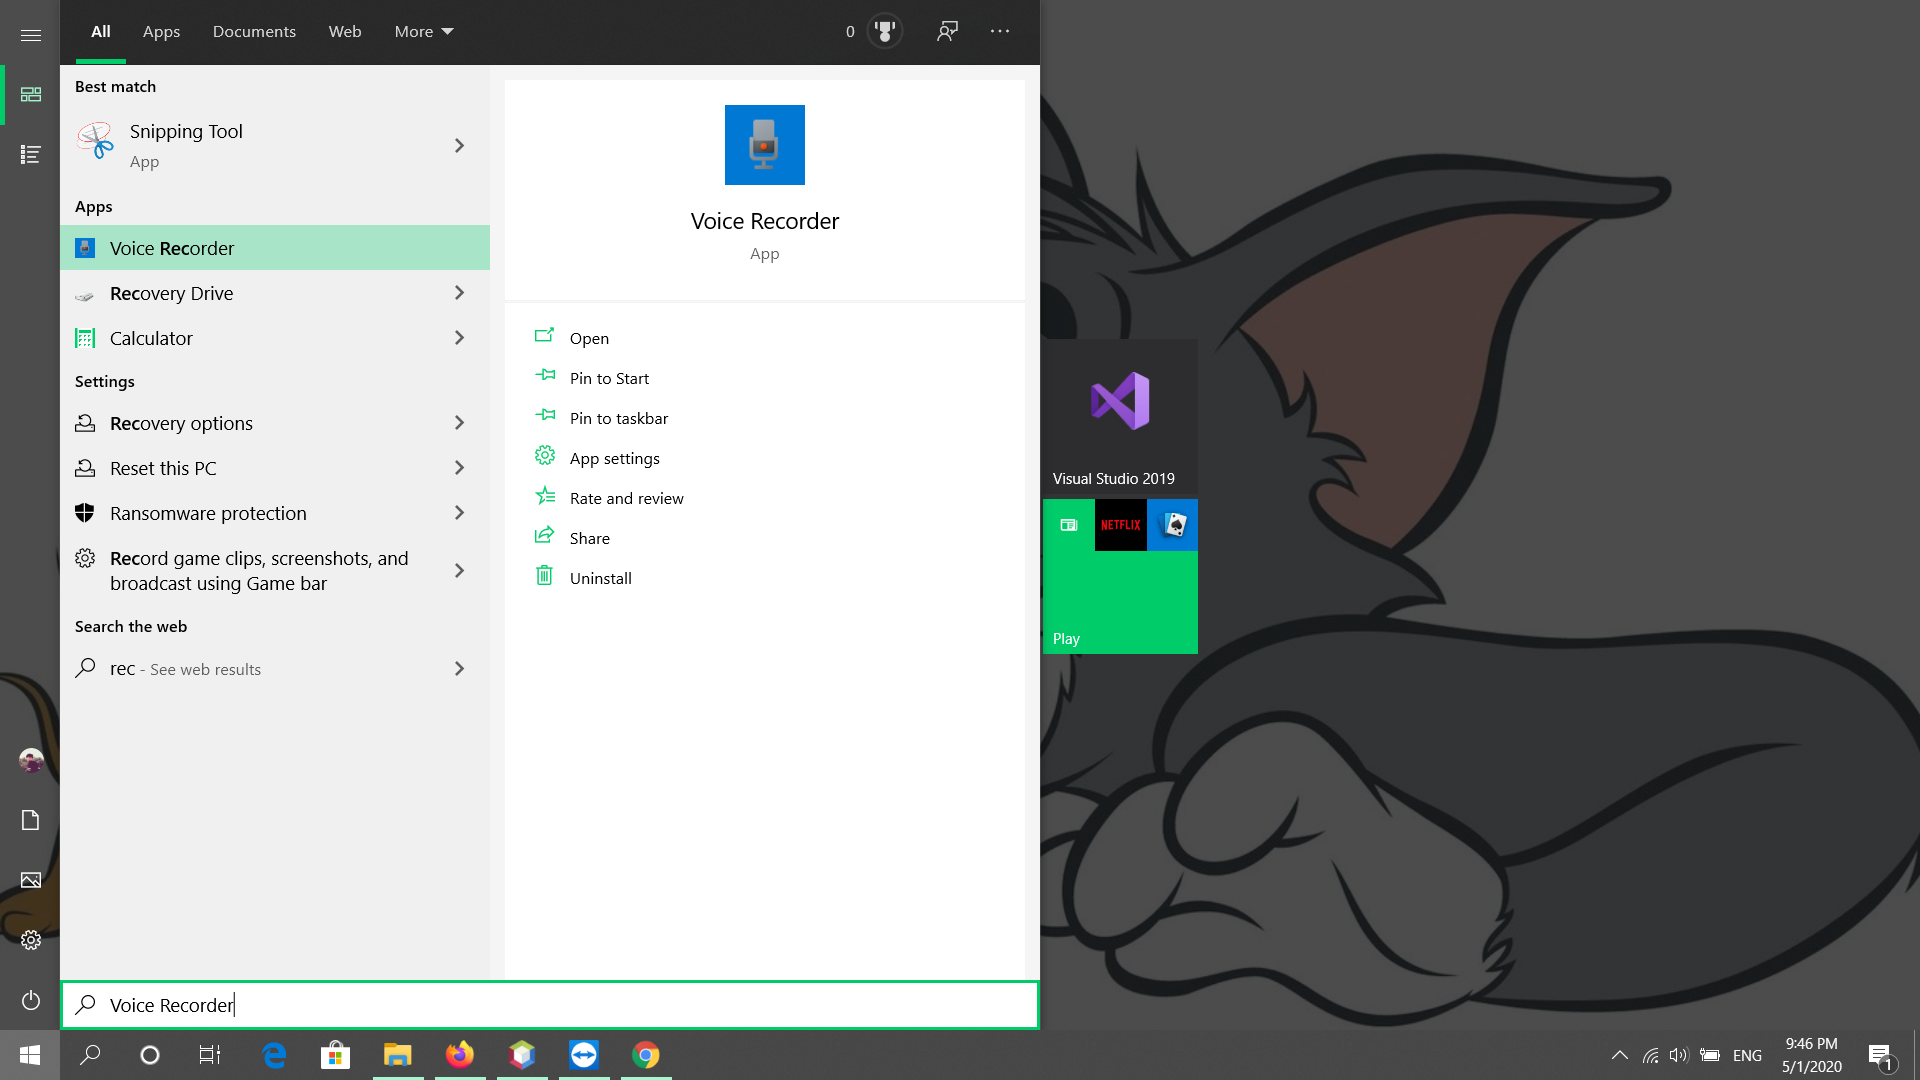 All
Apps
Documents
Web
More
0
Best match
Snipping Tool
App
Apps
Voice Recorder
Recovery Drive
Calculator
Settings
Recovery options
Reset this PC
Ransomware protection
Record game clips, screenshots, and
broadcast using Game bar
Search the web
rec - See web results
Voice Recorder
App
Open
Pin to Start
Pin to taskbar
App settings
Rate and review
Share
Uninstall
Visual Studio 2019
NETFLIX
Play
Voice Recorder
ENG
9:46 PM
5/1/2020
1